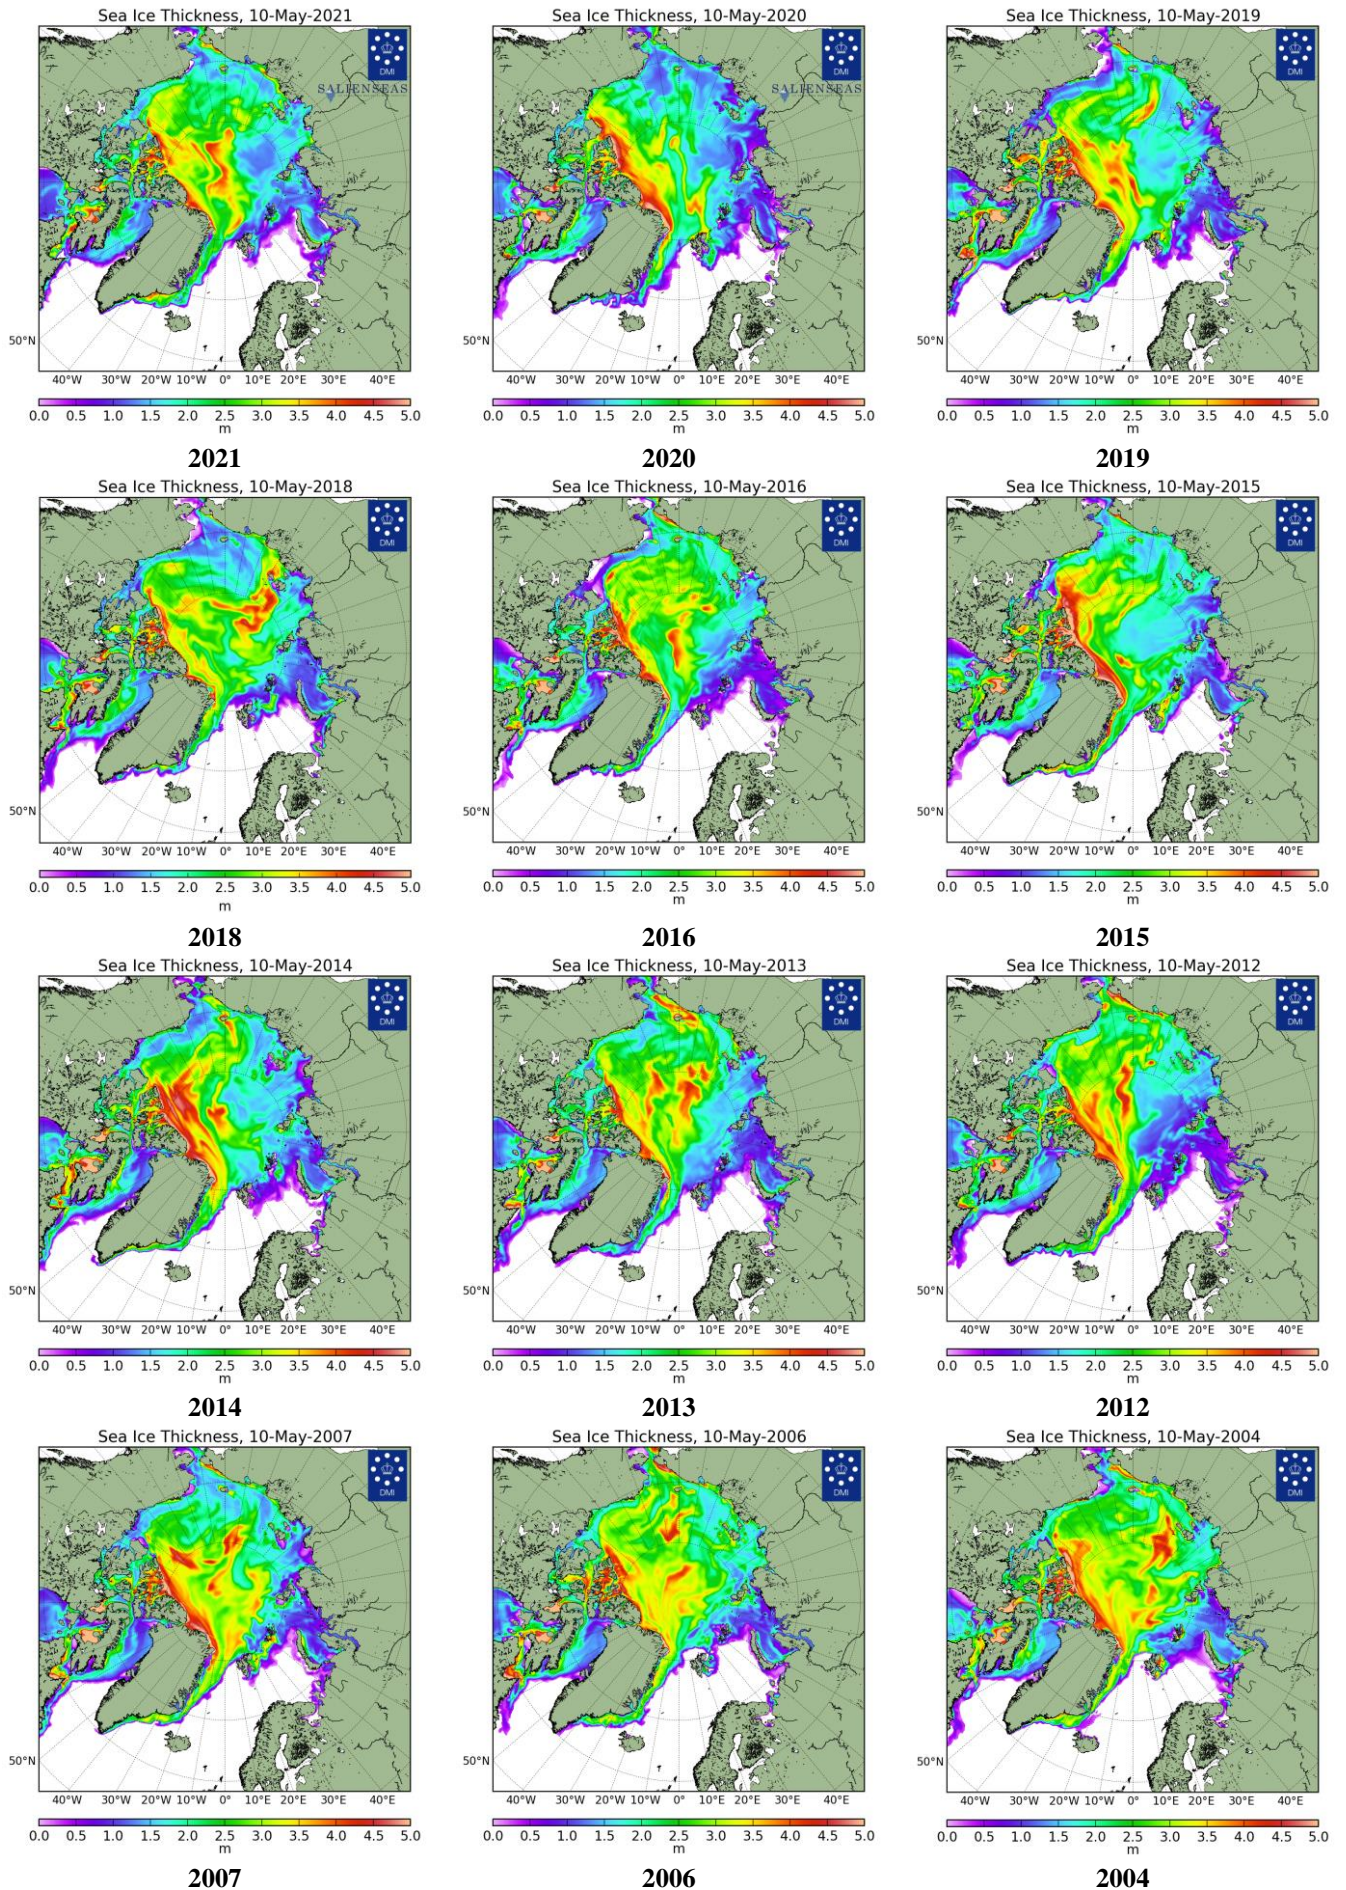 Sea Ice Thickness, 10-May-2021
DMI
SALIENSEAS
50°N
40°W 30°W 20°W 10°W 0° 10°E 20°E 30°E 40°E
0.0 0.5 1.0 1.5 2.0 2.5 3.0 3.5 4.0 4.5 5.0
m
2021
Sea Ice Thickness, 10-May-2020
DMI
SALIENSEAS
50°N
40°W 30°W 20°W 10°W 0° 10°E 20°E 30°E 40°E
0.0 0.5 1.0 1.5 2.0 2.5 3.0 3.5 4.0 4.5 5.0
m
2020
Sea Ice Thickness, 10-May-2019
DMI
50°N
40°W 30°W 20°W 10°W 0° 10°E 20°E 30°E 40°E
0.0 0.5 1.0 1.5 2.0 2.5 3.0 3.5 4.0 4.5 5.0
m
2019
Sea Ice Thickness, 10-May-2018
DMI
50°N
40°W 30°W 20°W 10°W 0° 10°E 20°E 30°E 40°E
0.0 0.5 1.0 1.5 2.0 2.5 3.0 3.5 4.0 4.5 5.0
m
2018
Sea Ice Thickness, 10-May-2016
DMI
50°N
40°W 30°W 20°W 10°W 0° 10°E 20°E 30°E 40°E
0.0 0.5 1.0 1.5 2.0 2.5 3.0 3.5 4.0 4.5 5.0
m
2016
Sea Ice Thickness, 10-May-2015
DMI
50°N
40°W 30°W 20°W 10°W 0° 10°E 20°E 30°E 40°E
0.0 0.5 1.0 1.5 2.0 2.5 3.0 3.5 4.0 4.5 5.0
m
2015
Sea Ice Thickness, 10-May-2014
DMI
50°N
40°W 30°W 20°W 10°W 0° 10°E 20°E 30°E 40°E
0.0 0.5 1.0 1.5 2.0 2.5 3.0 3.5 4.0 4.5 5.0
m
2014
Sea Ice Thickness, 10-May-2013
DMI
50°N
40°W 30°W 20°W 10°W 0° 10°E 20°E 30°E 40°E
0.0 0.5 1.0 1.5 2.0 2.5 3.0 3.5 4.0 4.5 5.0
m
2013
Sea Ice Thickness, 10-May-2012
DMI
50°N
40°W 30°W 20°W 10°W 0° 10°E 20°E 30°E 40°E
0.0 0.5 1.0 1.5 2.0 2.5 3.0 3.5 4.0 4.5 5.0
m
2012
Sea Ice Thickness, 10-May-2007
DMI
50°N
40°W 30°W 20°W 10°W 0° 10°E 20°E 30°E 40°E
0.0 0.5 1.0 1.5 2.0 2.5 3.0 3.5 4.0 4.5 5.0
m
2007
Sea Ice Thickness, 10-May-2006
DMI
50°N
40°W 30°W 20°W 10°W 0° 10°E 20°E 30°E 40°E
0.0 0.5 1.0 1.5 2.0 2.5 3.0 3.5 4.0 4.5 5.0
m
2006
Sea Ice Thickness, 10-May-2004
DMI
50°N
40°W 30°W 20°W 10°W 0° 10°E 20°E 30°E 40°E
0.0 0.5 1.0 1.5 2.0 2.5 3.0 3.5 4.0 4.5 5.0
m
2004